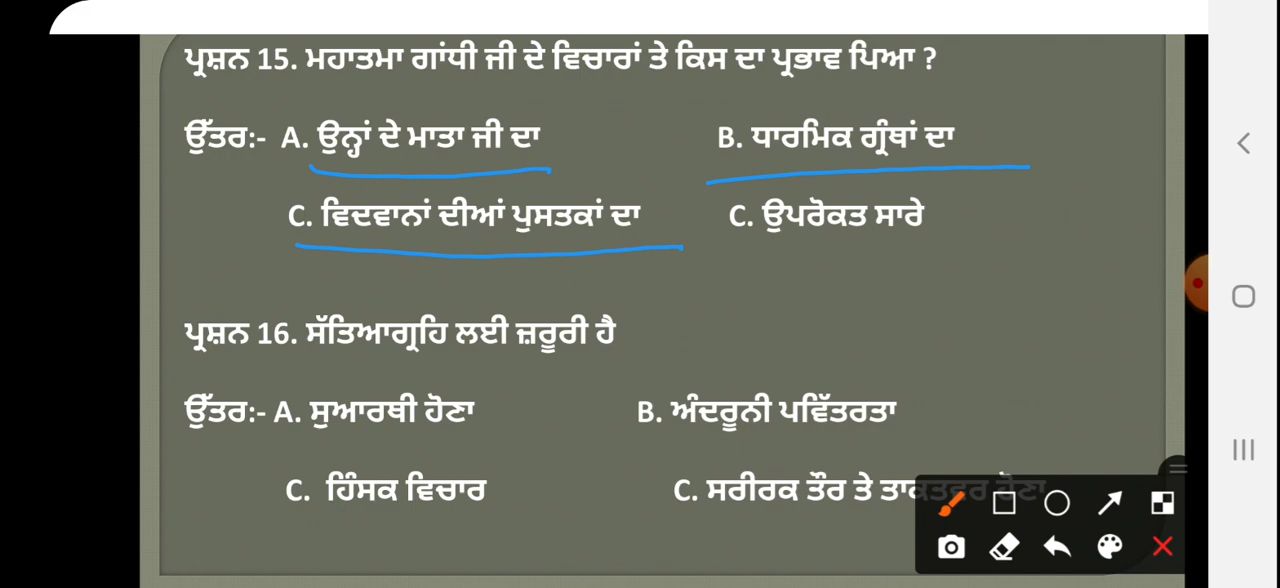 ਪ੍ਰਸ਼ਨ 15. ਮਹਾਤਮਾ ਗਾਂਧੀ ਜੀ ਦੇ ਵਿਚਾਰਾਂ ਤੇ ਕਿਸ ਦਾ ਪ੍ਰਭਾਵ ਪਿਆ ?
ਉੱਤਰ:- A. ਉਨ੍ਹਾਂ ਦੇ ਮਾਤਾ ਜੀ ਦਾ B. ਧਾਰਮਿਕ ਗ੍ਰੰਥਾਂ ਦਾ
C. ਵਿਦਵਾਨਾਂ ਦੀਆਂ ਪੁਸਤਕਾਂ ਦਾ C. ਉਪਰੋਕਤ ਸਾਰੇ
ਪ੍ਰਸ਼ਨ 16. ਸੱਤਿਆਗ੍ਰਹਿ ਲਈ ਜ਼ਰੂਰੀ ਹੈ
ਉੱਤਰ:- A. ਸੁਆਰਥੀ ਹੋਣਾ B. ਅੰਦਰੂਨੀ ਪਵਿੱਤਰਤਾ
C. ਹਿੰਸਕ ਵਿਚਾਰ C. ਸਰੀਰਕ ਤੌਰ ਤੇ ਤਾਕਤਵਰ ਹੋਣਾ